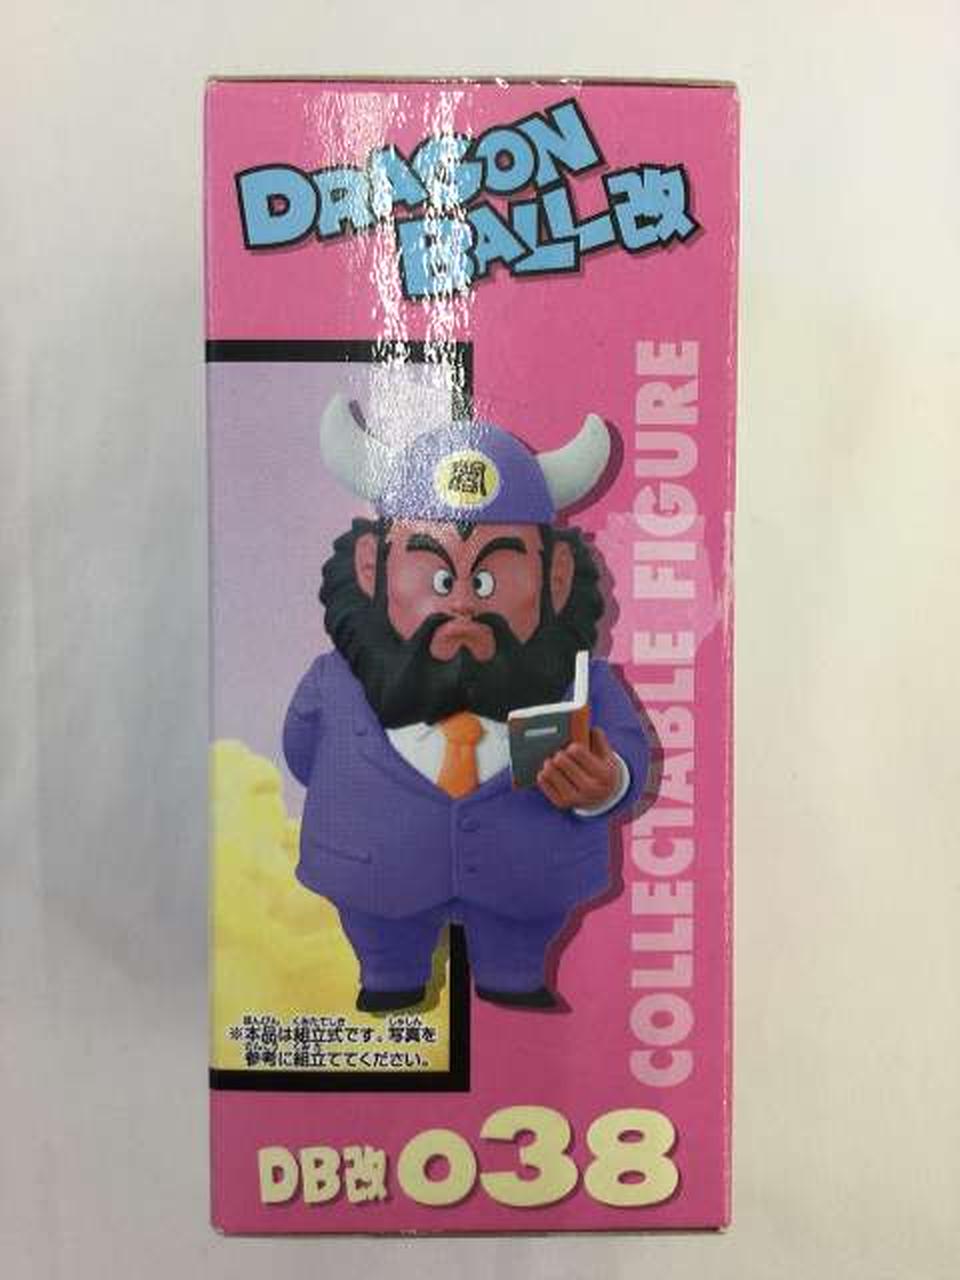 DRAGON
BALL改
COLLECTABLE FIGURE
※本品は組立式です。写真を
参考に組立ててください。
DB改038